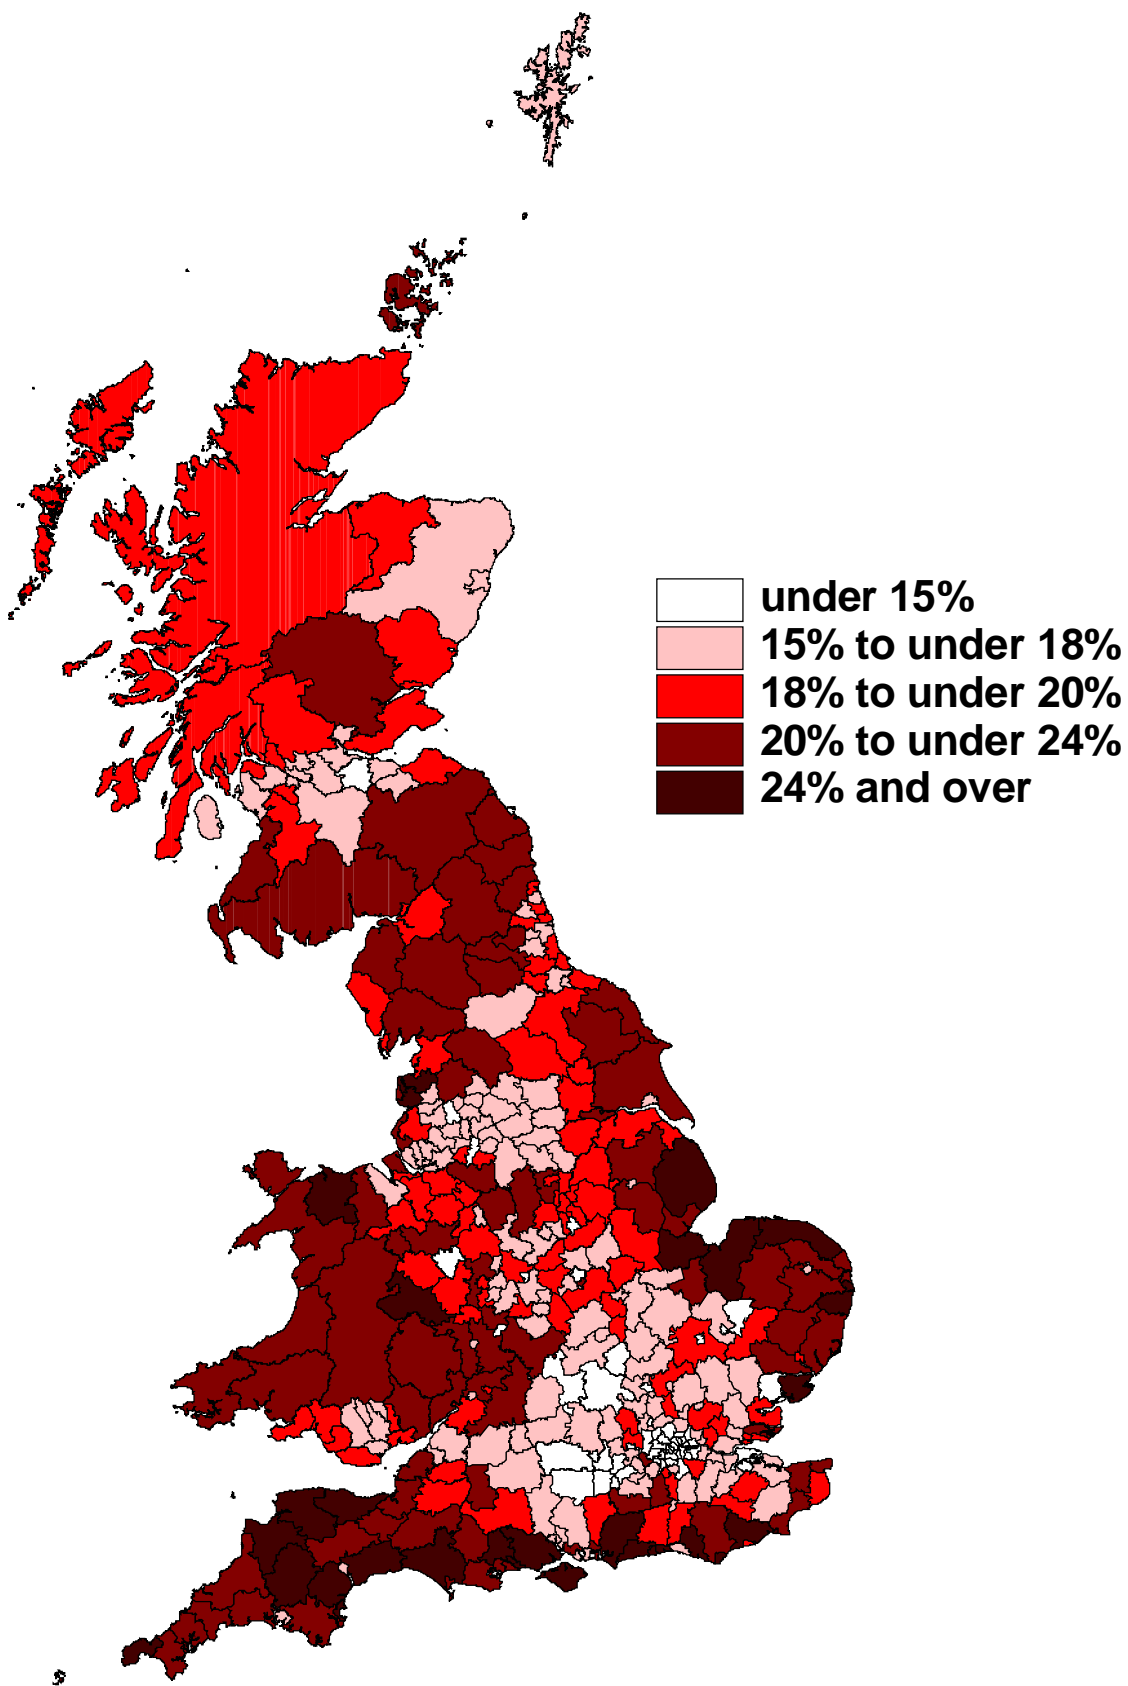 under 15%
15% to under 18%
18% to under 20%
20% to under 24%
24% and over